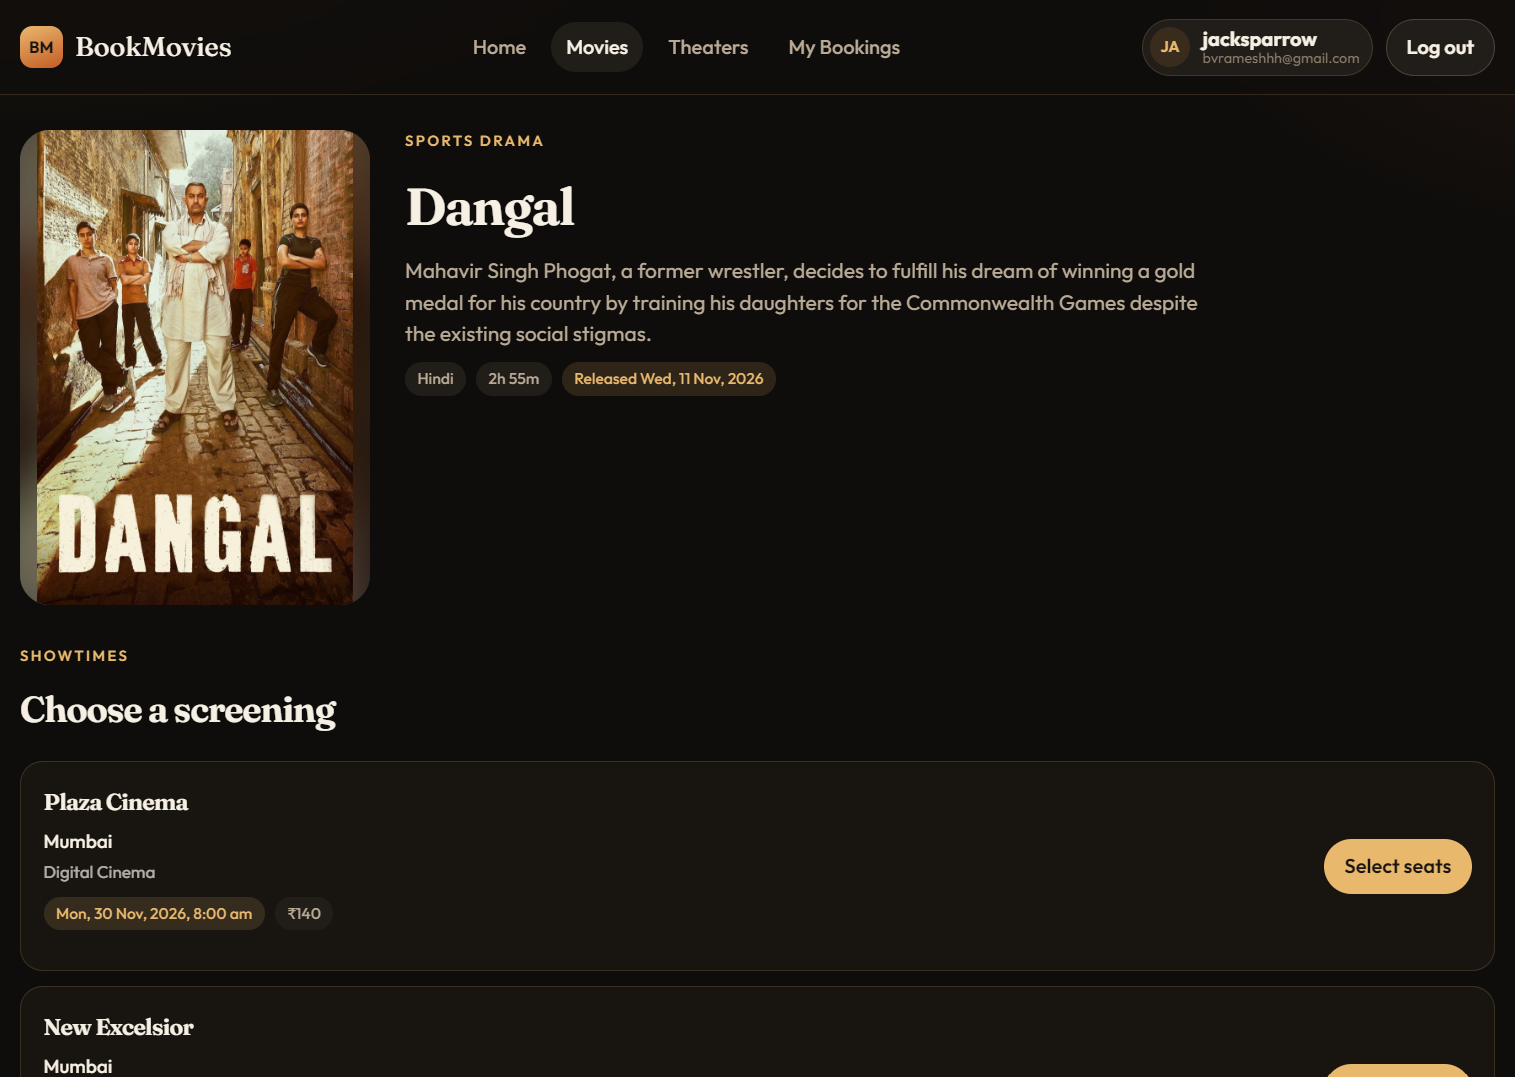 BM
BookMovies
Home
Movies
Theaters
My Bookings
JA
jacksparrow
bvrameshhh@gmail.com
Log out
DANGAL
SPORTS DRAMA
Dangal
Mahavir Singh Phogat, a former wrestler, decides to fulfill his dream of winning a gold
medal for his country by training his daughters for the Commonwealth Games despite
the existing social stigmas.
Hindi
2h 55m
Released Wed, 11 Nov, 2026
SHOWTIMES
Choose a screening
Plaza Cinema
Mumbai
Digital Cinema
Mon, 30 Nov, 2026, 8:00 am
₹140
Select seats
New Excelsior
Mumbai